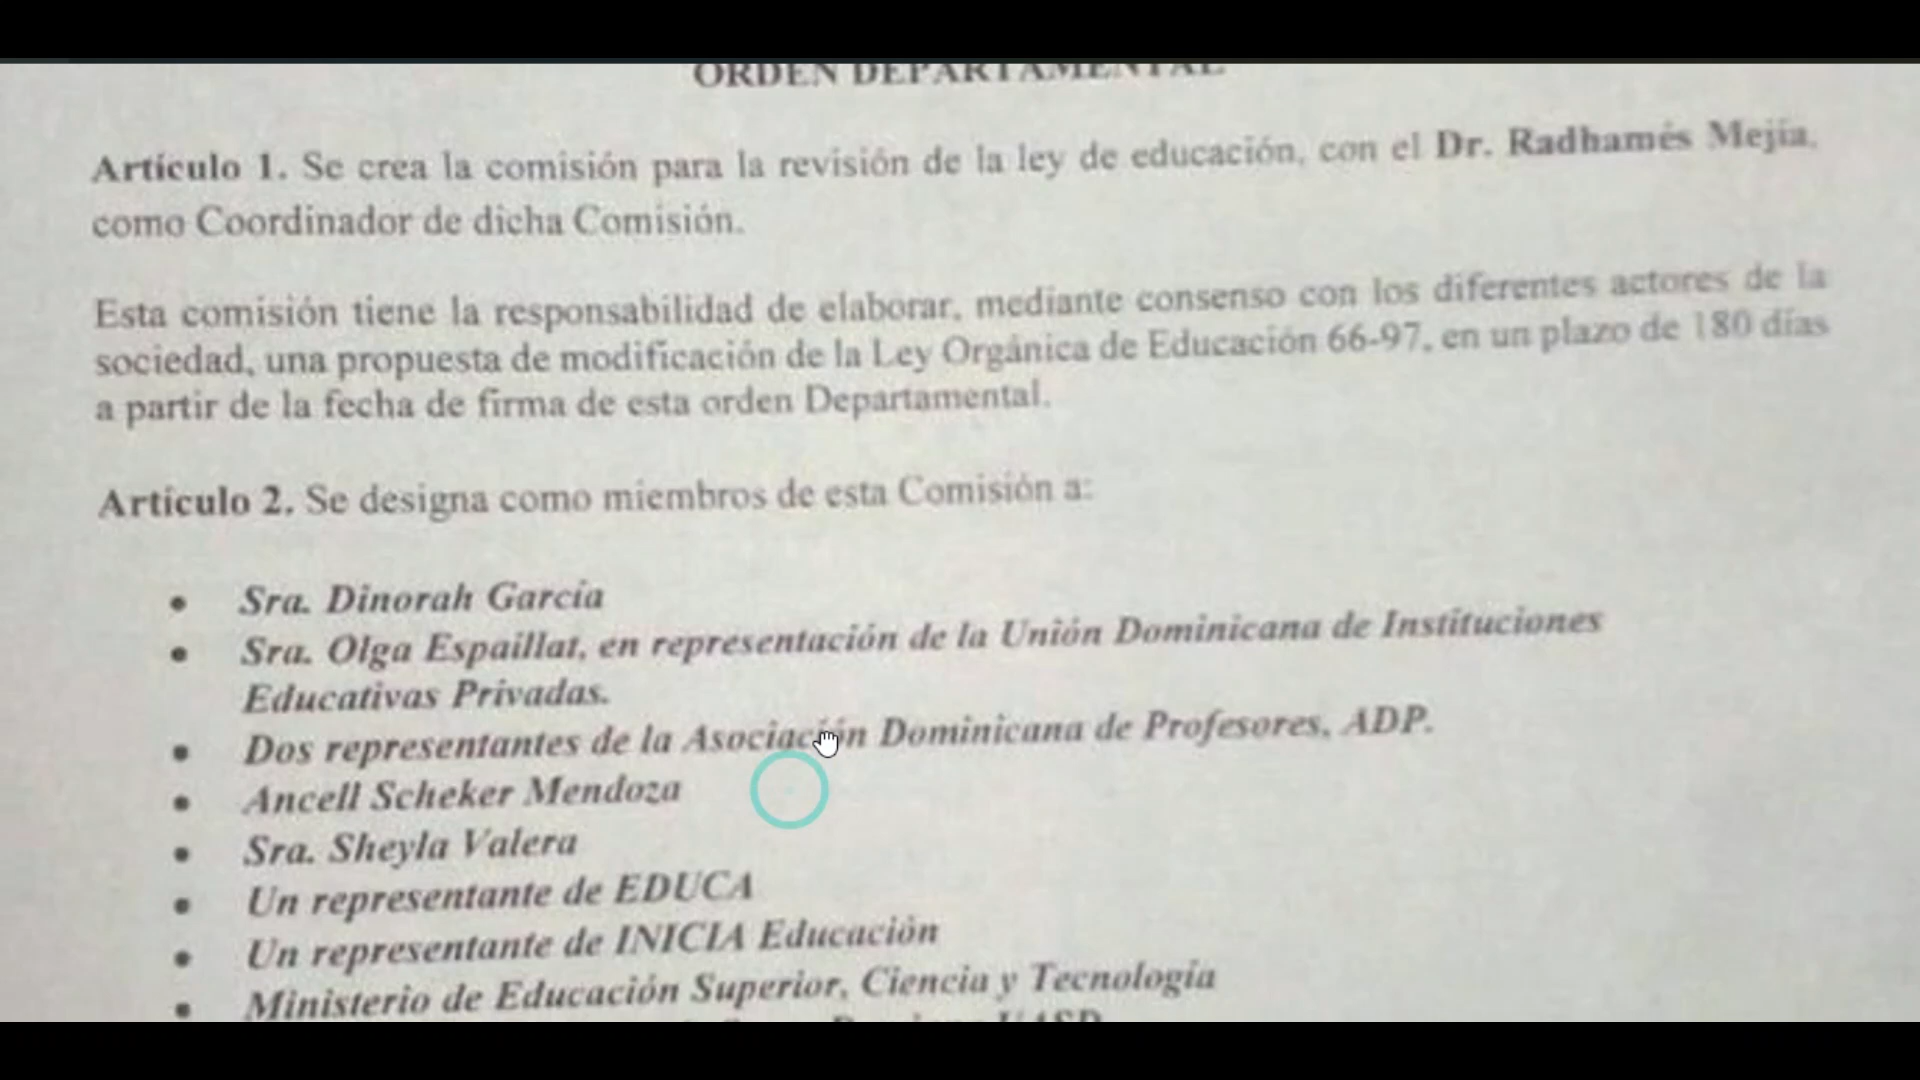 ORDEN DEPARTAMENTAL
Artículo 1. Se crea la comisión para la revisión de la ley de educación, con el Dr. Radhamés Mejía,
como Coordinador de dicha Comisión.
Esta comisión tiene la responsabilidad de elaborar, mediante consenso con los diferentes actores de la
sociedad, una propuesta de modificación de la Ley Orgánica de Educación 66-97, en un plazo de 180 días
a partir de la fecha de firma de esta orden Departamental.
Artículo 2. Se designa como miembros de esta Comisión a:
• Sra. Dinorah García
• Sra. Olga Espaillat, en representación de la Unión Dominicana de Instituciones
Educativas Privadas.
• Dos representantes de la Asociación Dominicana de Profesores, ADP.
• Ancell Scheker Mendoza
• Sra. Sheyla Valera
• Un representante de EDUCA
• Un representante de INICIA Educación
• Ministerio de Educación Superior, Ciencia y Tecnología
UASD